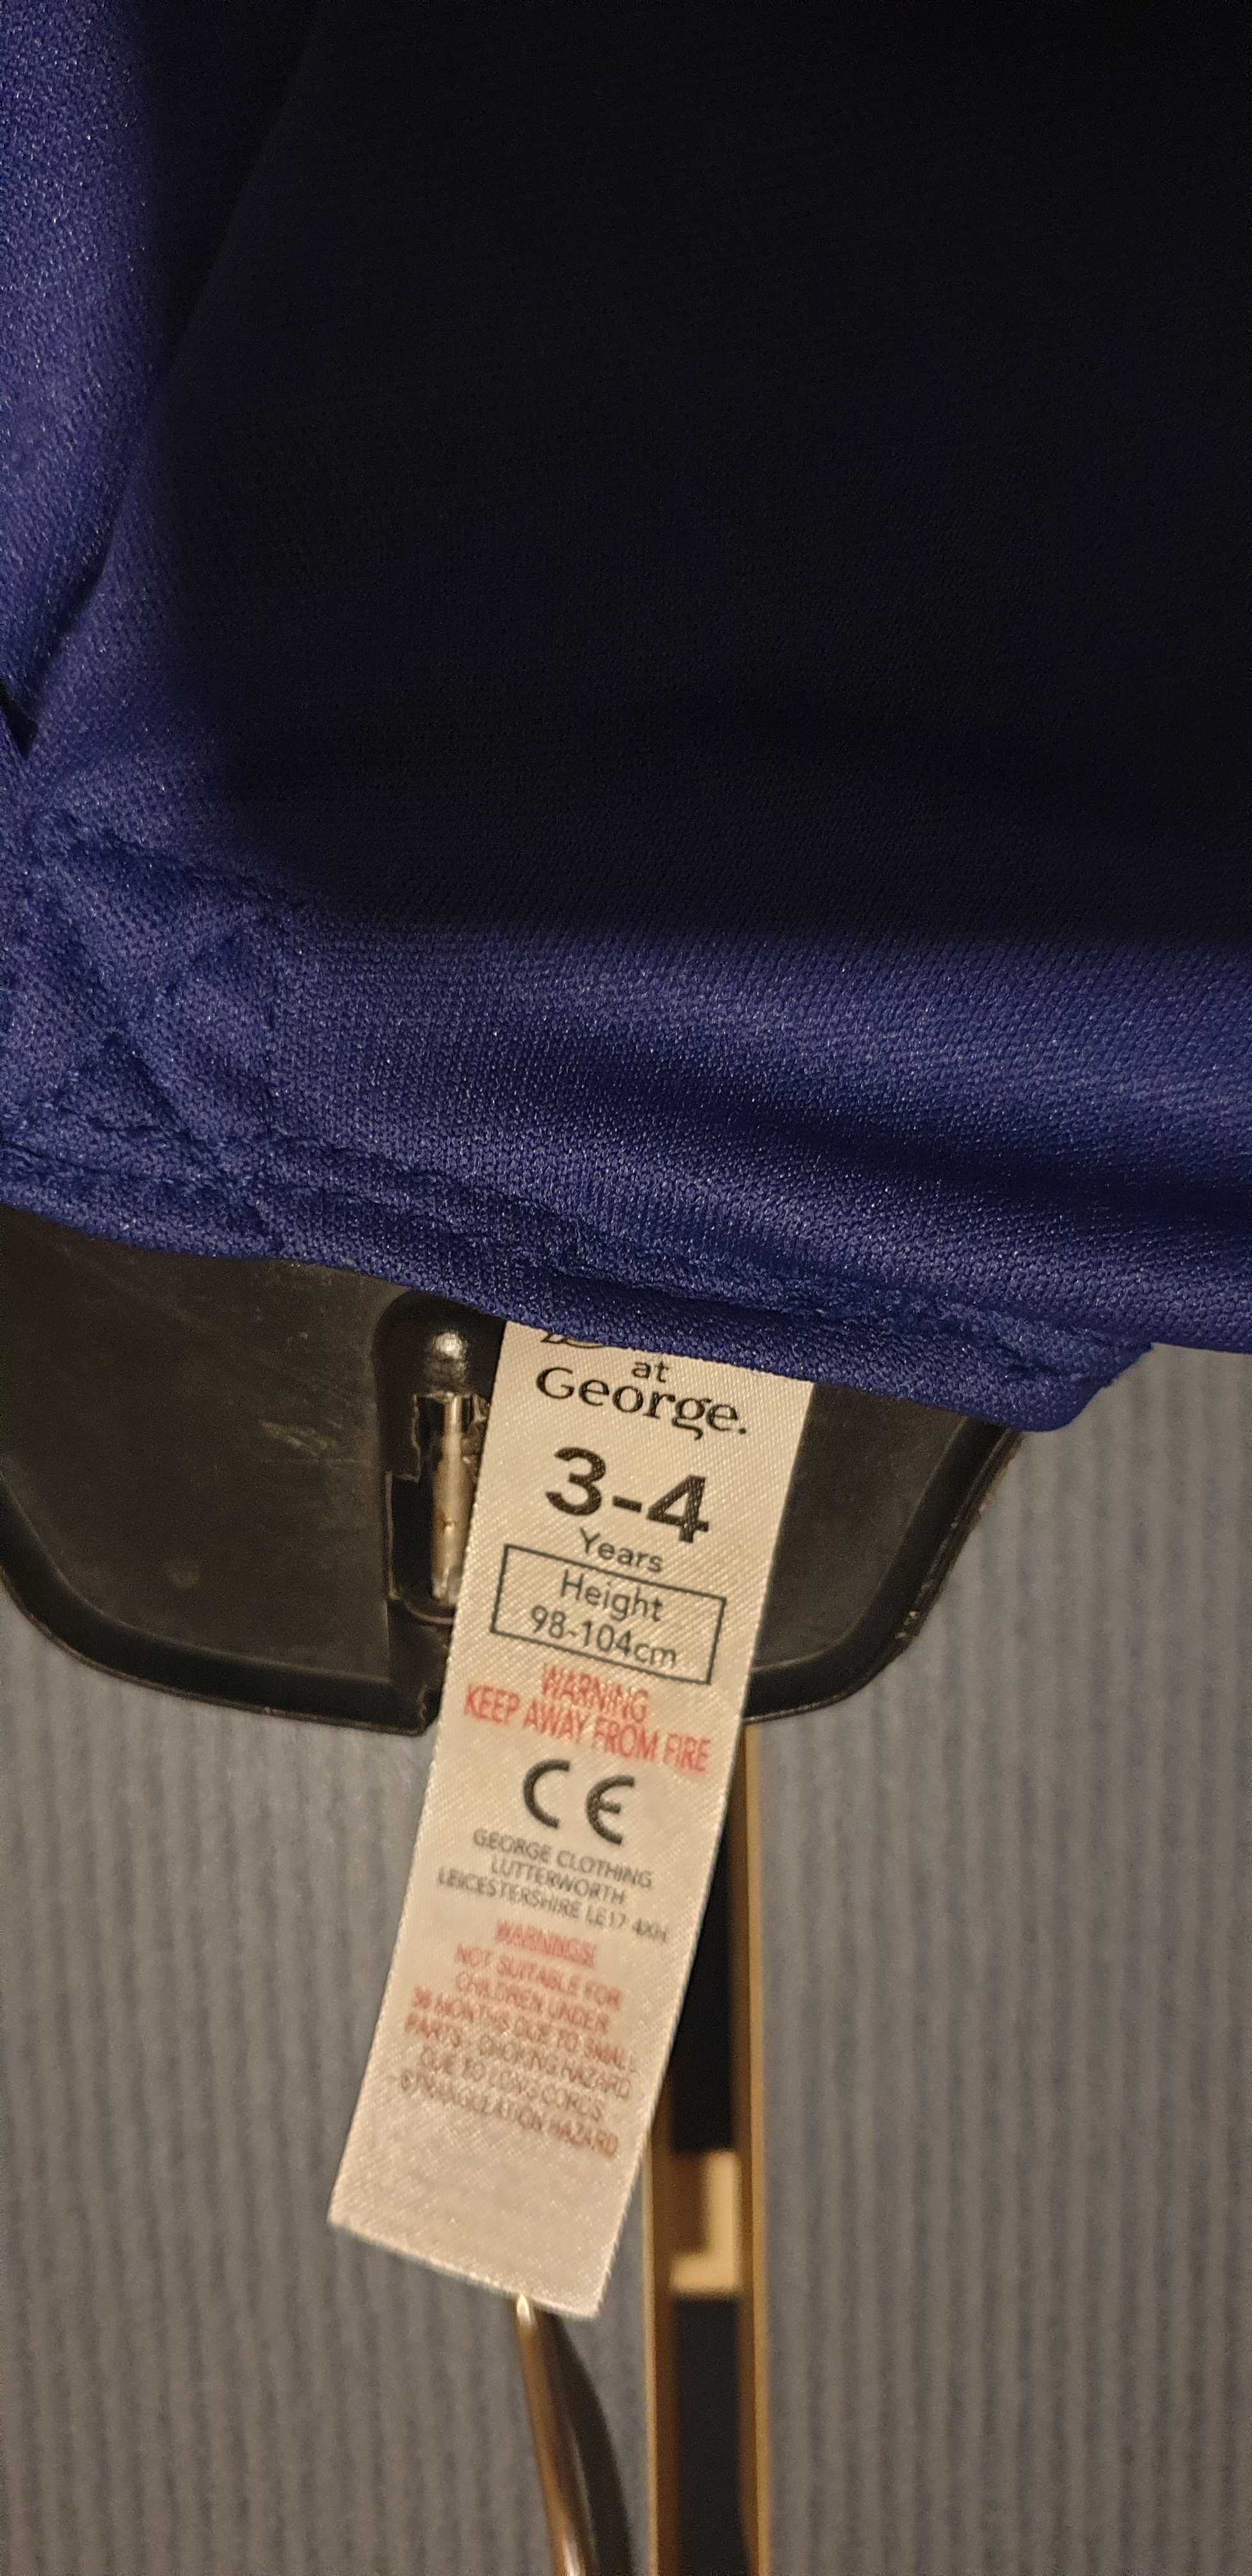 at
George.
3-4
Years
Height
98-104cm
WARNING
KEEP AWAY FROM FIRE
CE
GEORGE CLOTHING
LUTTERWORTH
LEICESTERSHIRE LE17 4XH
WARNINGS!
NOT SUITABLE FOR
CHILDREN UNDER
36 MONTHS DUE TO SMALL
PARTS - CHOKING HAZARD
DUE TO LONG CORDS
- STRANGULATION HAZARD